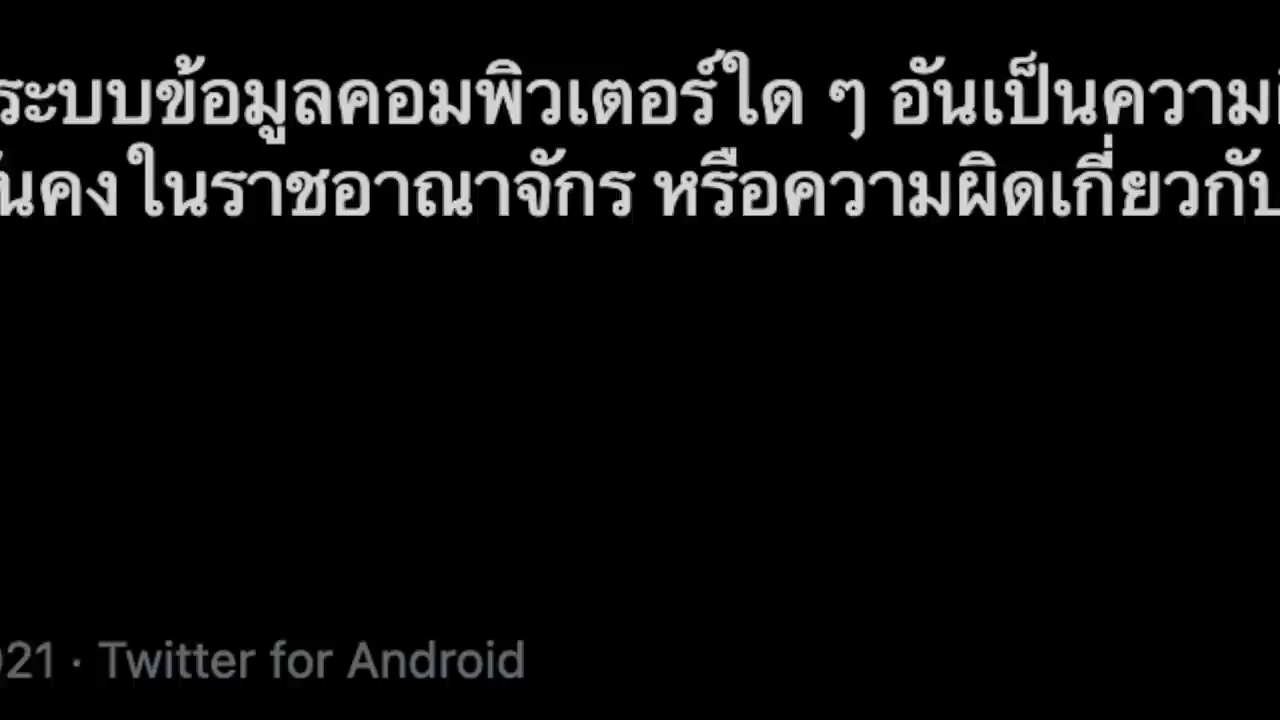 ระบบข้อมูลคอมพิวเตอร์ใด ๆ อันเป็นความ
นคงในราชอาณาจักร หรือความผิดเกี่ยวกับ
021 · Twitter for Android